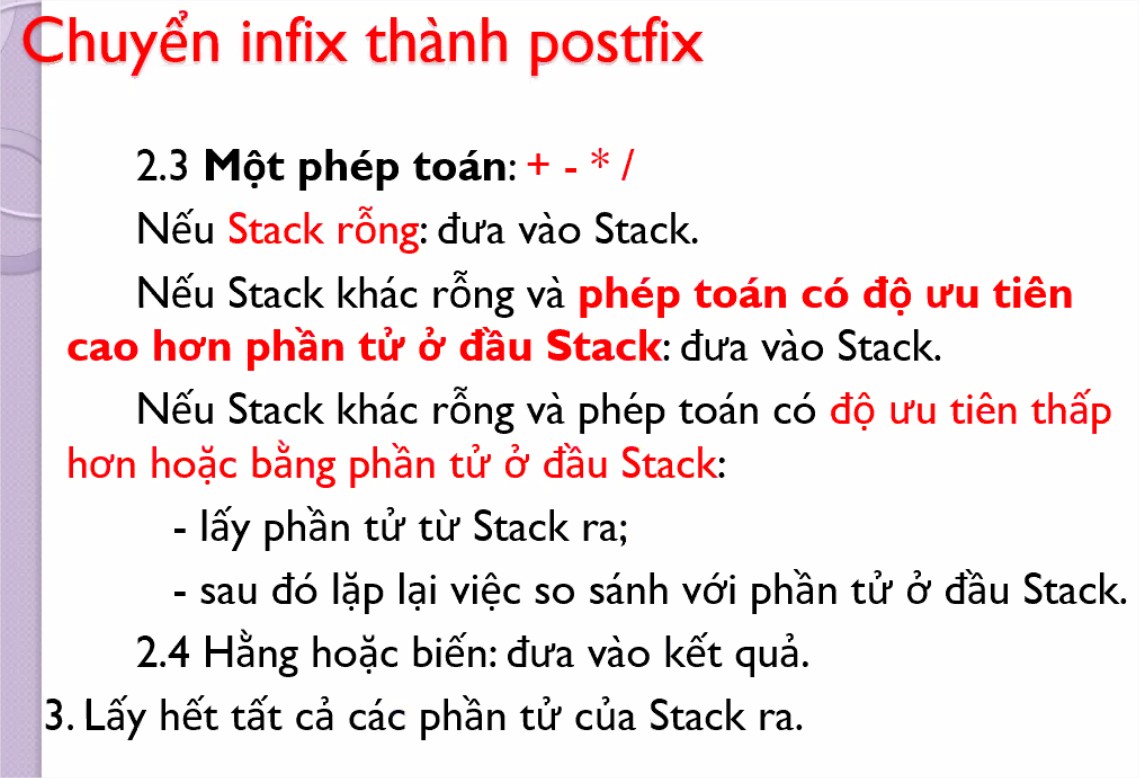 Chuyển infix thành postfix
2.3 Một phép toán: + - * /
Nếu Stack rỗng: đưa vào Stack.
Nếu Stack khác rỗng và phép toán có độ ưu tiên
cao hơn phần tử ở đầu Stack: đưa vào Stack.
Nếu Stack khác rỗng và phép toán có độ ưu tiên thấp
hơn hoặc bằng phần tử ở đầu Stack:
- lấy phần tử từ Stack ra;
- sau đó lặp lại việc so sánh với phần tử ở đầu Stack.
2.4 Hằng hoặc biến: đưa vào kết quả.
3. Lấy hết tất cả các phần tử của Stack ra.